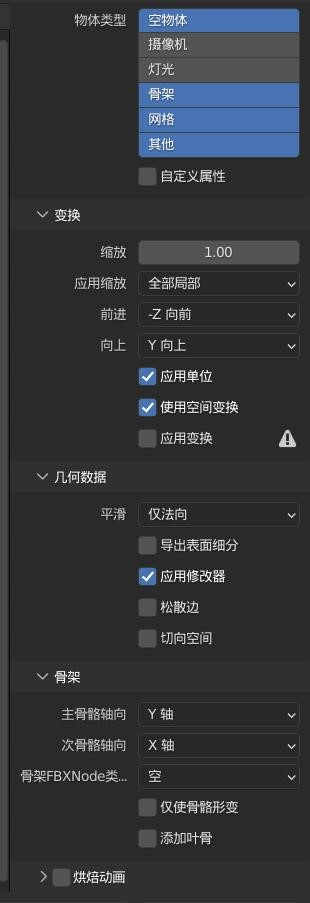 物体类型 空物体
摄像机
灯光
骨架
网格
其他
自定义属性
变换
缩放 1.00
应用缩放 全部局部
前进 -Z 向前
向上 Y 向上
应用单位
使用空间变换
应用变换
几何数据
平滑 仅法向
导出表面细分
应用修改器
松散边
切向空间
骨架
主骨骼轴向 Y 轴
次骨骼轴向 X 轴
骨架FBXNode类... 空
仅使骨骼形变
添加叶骨
烘焙动画